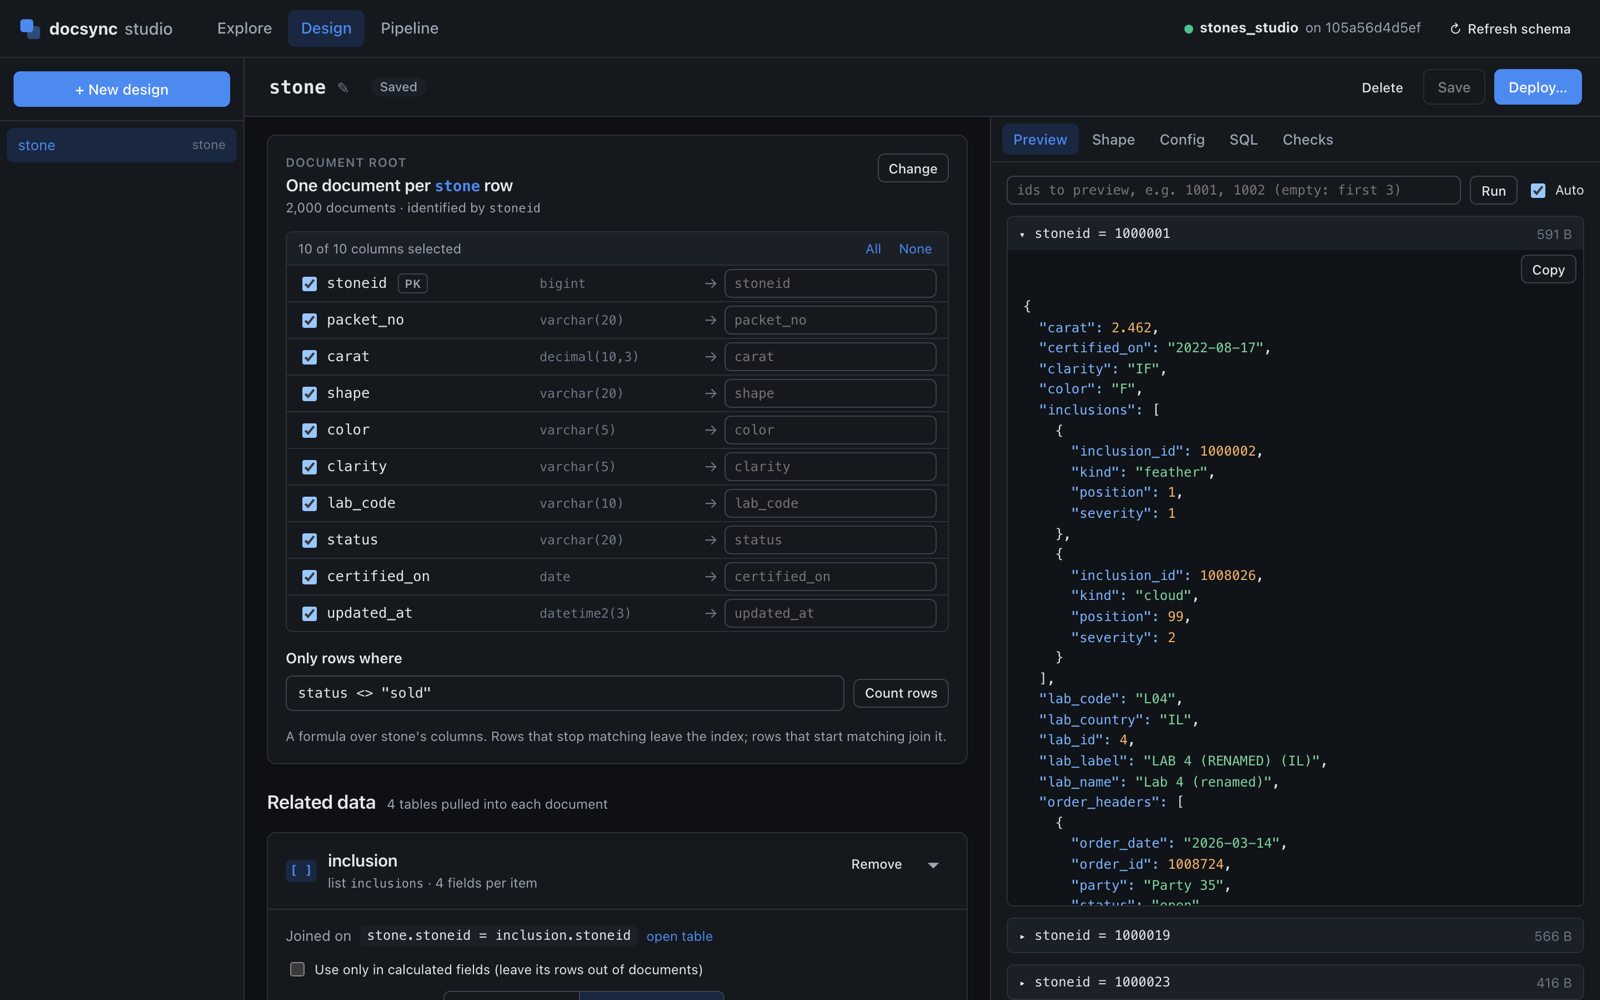 docsync studio
Explore
Design
Pipeline
stones_studio on 105a56d4d5ef
Refresh schema
+ New design
stone
stone
stone
Saved
Delete
Save
Deploy...
DOCUMENT ROOT
One document per stone row
2,000 documents · identified by stoneid
Change
10 of 10 columns selected
All
None
stoneid PK bigint → stoneid
packet_no varchar(20) → packet_no
carat decimal(10,3) → carat
shape varchar(20) → shape
color varchar(5) → color
clarity varchar(5) → clarity
lab_code varchar(10) → lab_code
status varchar(20) → status
certified_on date → certified_on
updated_at datetime2(3) → updated_at
Only rows where
status <> "sold"
Count rows
A formula over stone's columns. Rows that stop matching leave the index; rows that start matching join it.
Related data 4 tables pulled into each document
[ ] inclusion
list inclusions · 4 fields per item
Remove
Joined on stone.stoneid = inclusion.stoneid open table
Use only in calculated fields (leave its rows out of documents)
Preview
Shape
Config
SQL
Checks
ids to preview, e.g. 1001, 1002 (empty: first 3)
Run
Auto
stoneid = 1000001 591 B
Copy
{
"carat": 2.462,
"certified_on": "2022-08-17",
"clarity": "IF",
"color": "F",
"inclusions": [
{
"inclusion_id": 1000002,
"kind": "feather",
"position": 1,
"severity": 1
},
{
"inclusion_id": 1008026,
"kind": "cloud",
"position": 99,
"severity": 2
}
],
"lab_code": "L04",
"lab_country": "IL",
"lab_id": 4,
"lab_label": "LAB 4 (RENAMED) (IL)",
"lab_name": "Lab 4 (renamed)",
"order_headers": [
{
"order_date": "2026-03-14",
"order_id": 1008724,
"party": "Party 35",
"status": "open"
stoneid = 1000019 566 B
stoneid = 1000023 416 B